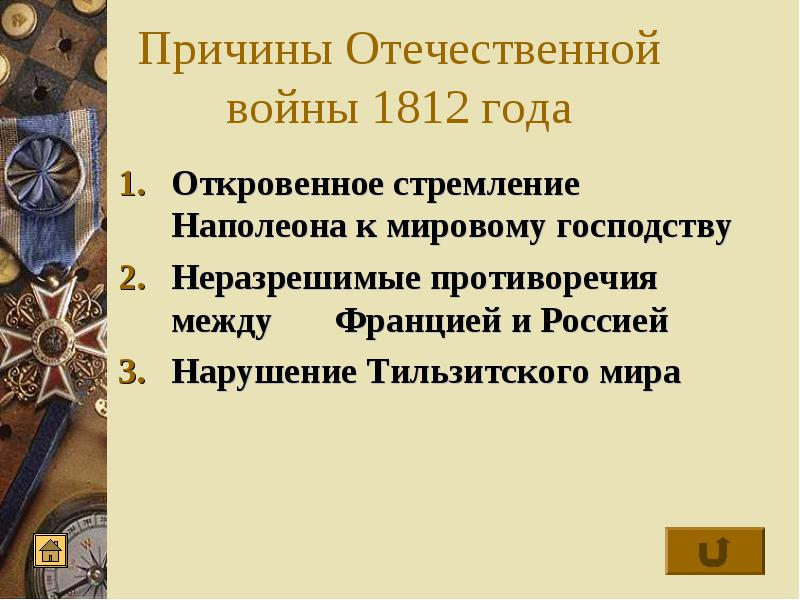 Причины Отечественной
войны 1812 года
1. Откровенное стремление
Наполеона к мировому господству
2. Неразрешимые противоречия
между Францией и Россией
3. Нарушение Тильзитского мира